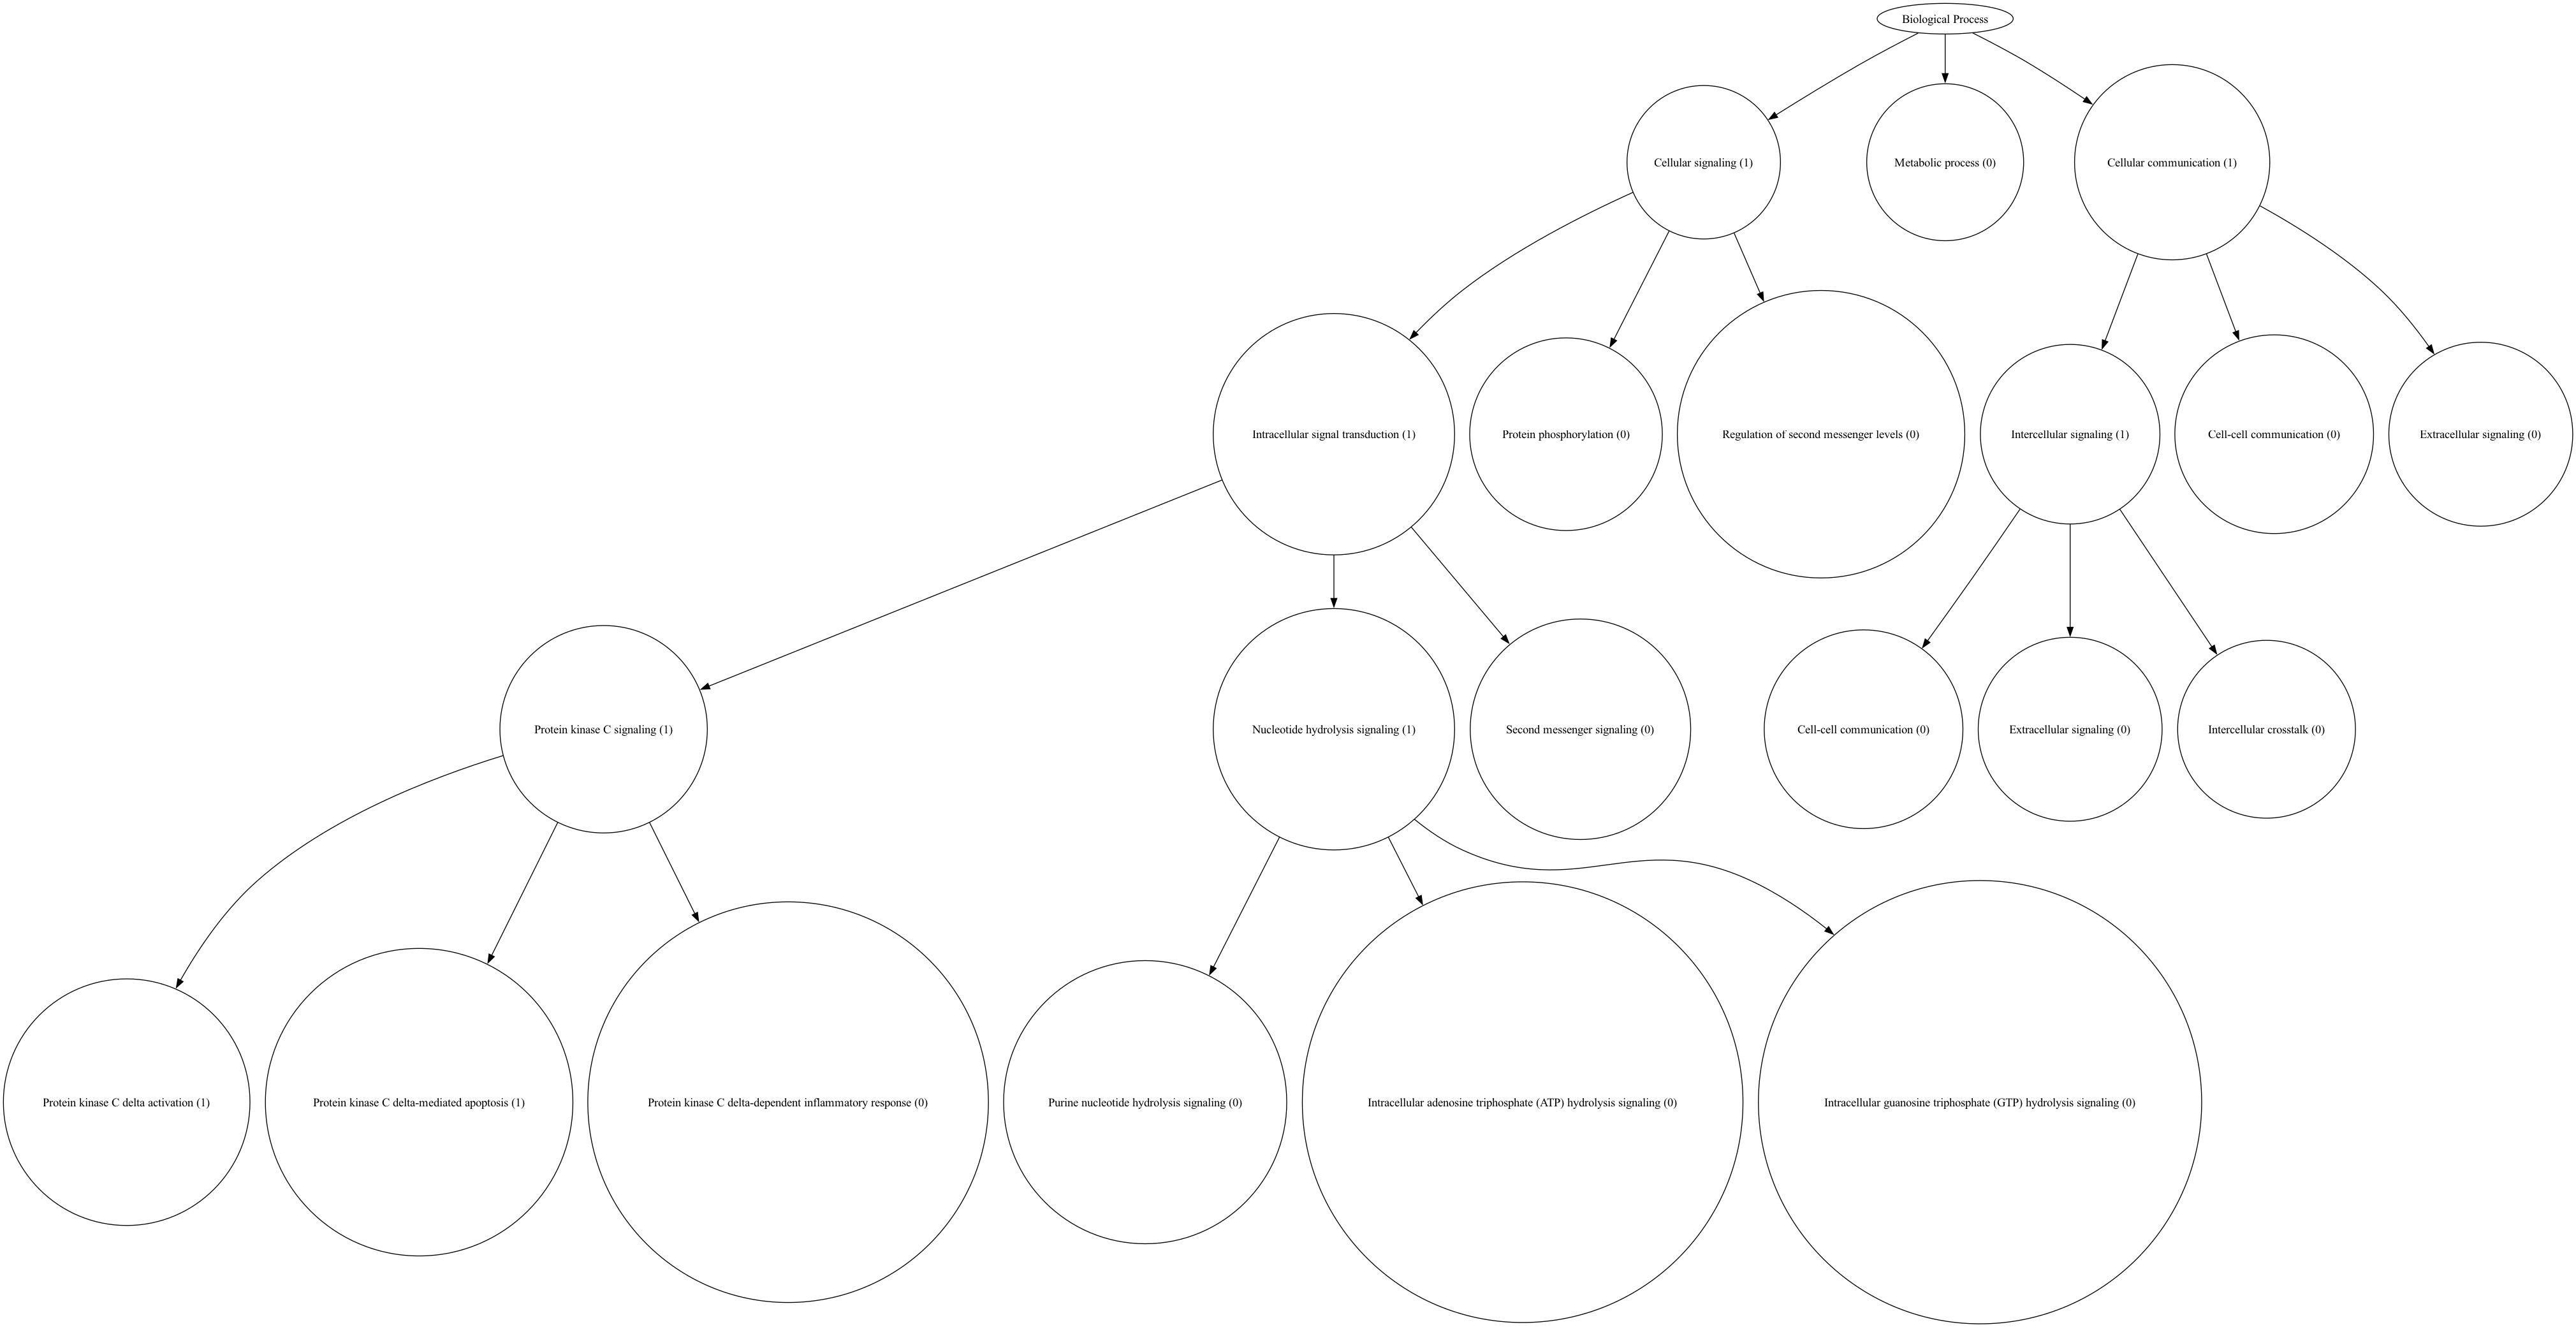 Biological Process
Cellular signaling (1)
Metabolic process (0)
Cellular communication (1)
Intracellular signal transduction (1)
Protein phosphorylation (0)
Regulation of second messenger levels (0)
Intercellular signaling (1)
Cell-cell communication (0)
Extracellular signaling (0)
Protein kinase C signaling (1)
Nucleotide hydrolysis signaling (1)
Second messenger signaling (0)
Cell-cell communication (0)
Extracellular signaling (0)
Intercellular crosstalk (0)
Protein kinase C delta activation (1)
Protein kinase C delta-mediated apoptosis (1)
Protein kinase C delta-dependent inflammatory response (0)
Purine nucleotide hydrolysis signaling (0)
Intracellular adenosine triphosphate (ATP) hydrolysis signaling (0)
Intracellular guanosine triphosphate (GTP) hydrolysis signaling (0)